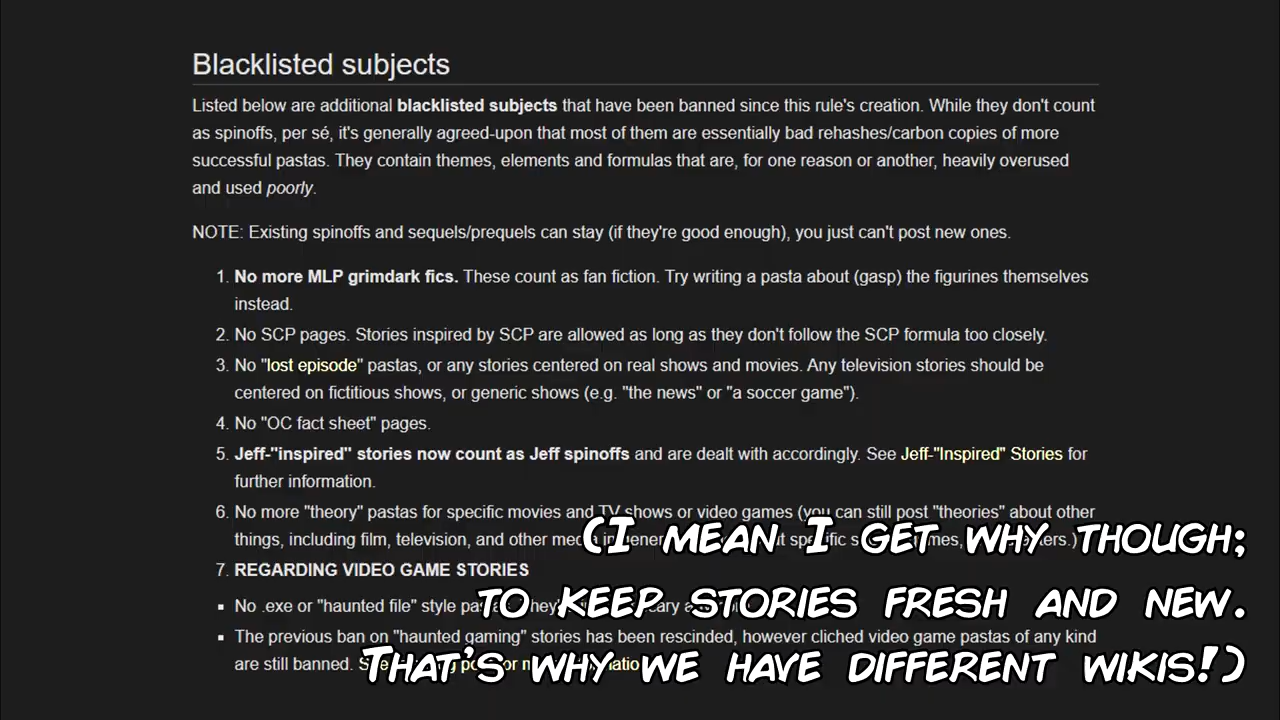 Blacklisted subjects
Listed below are additional blacklisted subjects that have been banned since this rule's creation. While they don't count
as spinoffs, per sé, it's generally agreed-upon that most of them are essentially bad rehashes/carbon copies of more
successful pastas. They contain themes, elements and formulas that are, for one reason or another, heavily overused
and used poorly.
NOTE: Existing spinoffs and sequels/prequels can stay (if they're good enough), you just can't post new ones.
1. No more MLP grimdark fics. These count as fan fiction. Try writing a pasta about (gasp) the figurines themselves
instead.
2. No SCP pages. Stories inspired by SCP are allowed as long as they don't follow the SCP formula too closely.
3. No "lost episode" pastas, or any stories centered on real shows and movies. Any television stories should be
centered on fictitious shows, or generic shows (e.g. "the news" or "a soccer game").
4. No "OC fact sheet" pages.
5. Jeff-"inspired" stories now count as Jeff spinoffs and are dealt with accordingly. See Jeff-"Inspired" Stories for
further information.
6. No more "theory" pastas for specific movies and TV shows or video games (you can still post "theories" about other
things, including film, television, and other media in
7. REGARDING VIDEO GAME STORIES
▪ No .exe or "haunted file" style
▪ The previous ban on "haunted gaming" stories has been rescinded, however cliched video game pastas of any kind
are still banned.
(I MEAN I GET WHY THOUGH;
TO KEEP STORIES FRESH AND NEW.
THAT'S WHY WE HAVE DIFFERENT WIKIS!)